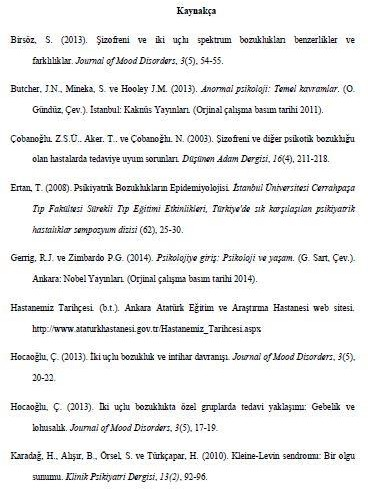 Kaynakça
Birsöz, S. (2013). Şizofreni ve iki uçlu spektrum bozuklukları benzerlikler ve
farklılıklar. Journal of Mood Disorders, 3(5), 54-55.
Butcher, J.N., Mineka, S. ve Hooley J.M. (2013). Anormal psikoloji: Temel kavramlar. (O.
Gündüz, Çev.). İstanbul: Kaknüs Yayınları. (Orjinal çalışma basım tarihi 2011).
Çobanoğlu. Z.S.Ü.. Aker. T.. ve Çobanoğlu. N. (2003). Şizofreni ve diğer psikotik bozukluğu
olan hastalarda tedaviye uyum sorunları. Düşünen Adam Dergisi, 16(4), 211-218.
Ertan, T. (2008). Psikiyatrik Bozuklukların Epidemiyolojisi. İstanbul Üniversitesi Cerrahpaşa
Tıp Fakültesi Sürekli Tıp Eğitimi Etkinlikleri, Türkiye'de sık karşılaşılan psikiyatrik
hastalıklar sempozyum dizisi (62), 25-30.
Gerrig, R.J. ve Zimbardo P.G. (2014). Psikolojiye giriş: Psikoloji ve yaşam. (G. Sart, Çev.).
Ankara: Nobel Yayınları. (Orjinal çalışma basım tarihi 2014).
Hastanemiz Tarihçesi. (b.t.). Ankara Atatürk Eğitim ve Araştırma Hastanesi web sitesi.
http://www.ataturkhastanesi.gov.tr/Hastanemiz_Tarihcesi.aspx
Hocaoğlu, Ç. (2013). İki uçlu bozukluk ve intihar davranışı. Journal of Mood Disorders, 3(5),
20-22.
Hocaoğlu, Ç. (2013). İki uçlu bozuklukta özel gruplarda tedavi yaklaşımı: Gebelik ve
lohusalık. Journal of Mood Disorders, 3(5), 17-19.
Karadağ, H., Alışır, B., Örsel, S. ve Türkçapar, H. (2010). Kleine-Levin sendromu: Bir olgu
sunumu. Klinik Psikiyatri Dergisi, 13(2), 92-96.